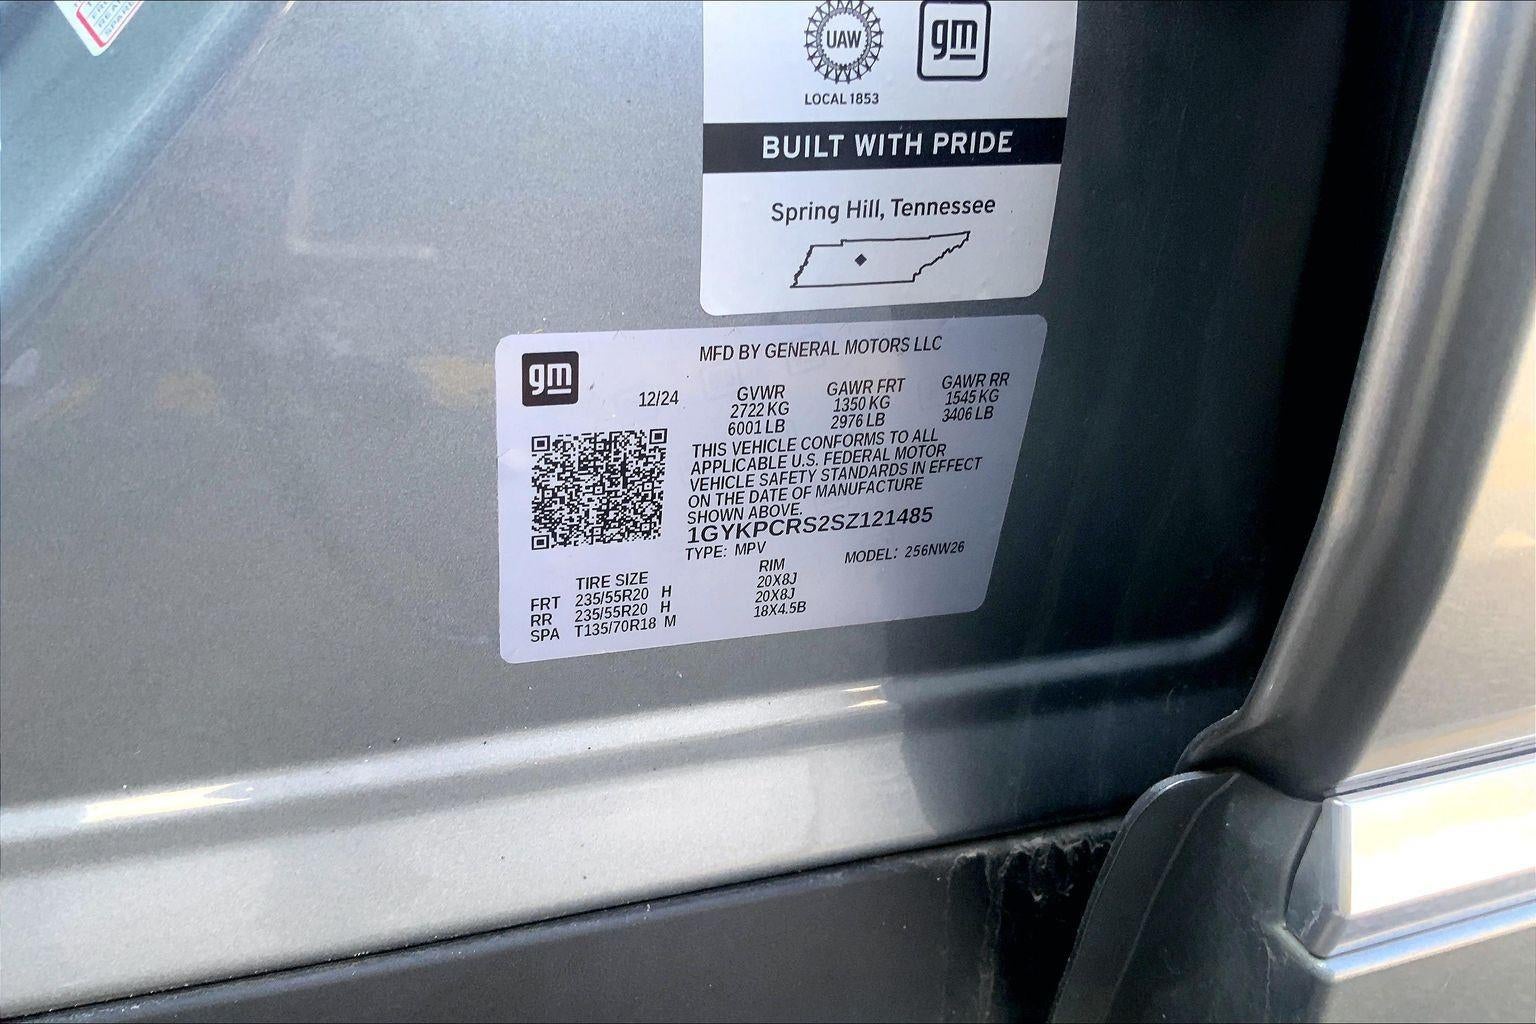 SPARE
UAW
gm
LOCAL 1853
BUILT WITH PRIDE
Spring Hill, Tennessee
gm
MFD BY GENERAL MOTORS LLC
12/24
GVWR GAWR FRT GAWR RR
2722 KG 1350 KG 1545 KG
6001 LB 2976 LB 3406 LB
THIS VEHICLE CONFORMS TO ALL
APPLICABLE U.S. FEDERAL MOTOR
VEHICLE SAFETY STANDARDS IN EFFECT
ON THE DATE OF MANUFACTURE
SHOWN ABOVE.
1GYKPCRS2SZ121485
TYPE: MPV MODEL: 256NW26
TIRE SIZE RIM
FRT 235/55R20 H 20X8J
RR 235/55R20 H 20X8J
SPA T135/70R18 M 18X4.5B